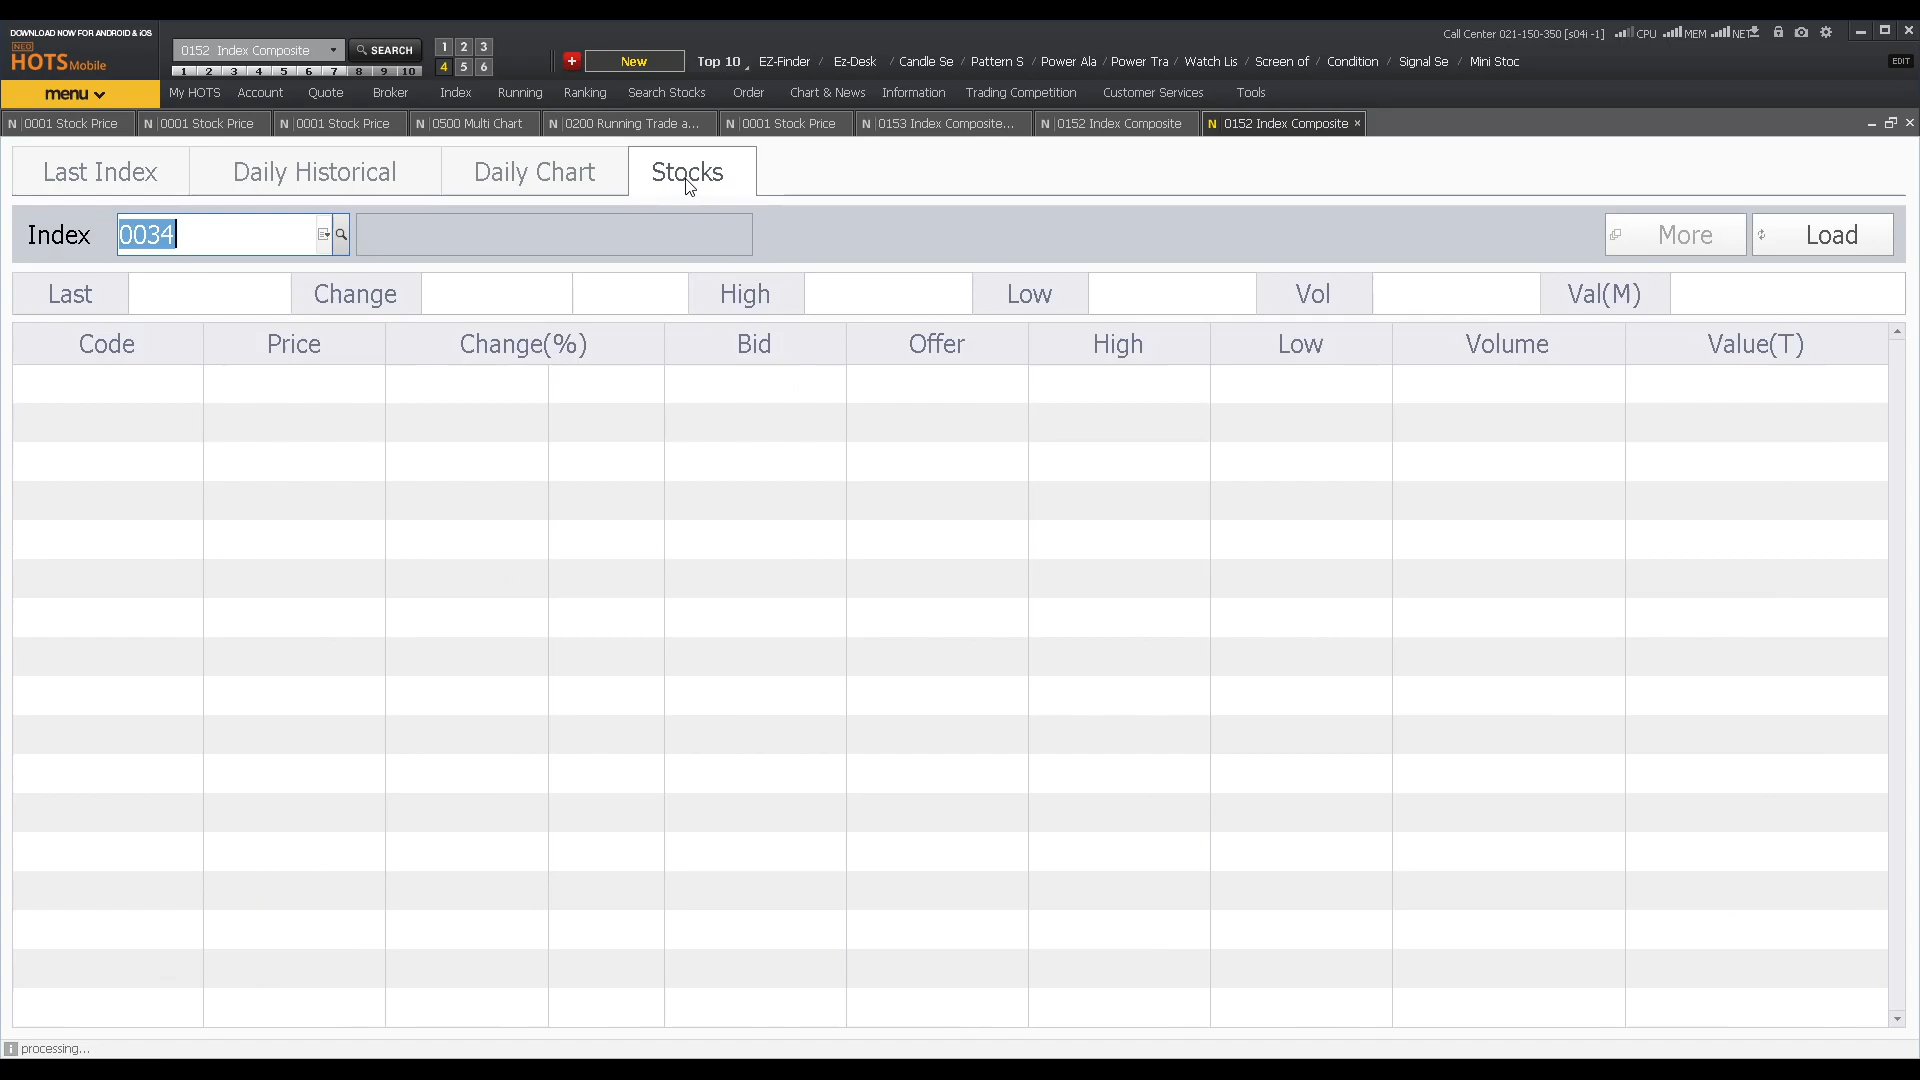 DOWNLOAD NOW FOR ANDROID & iOS
NEO
HOTS Mobile
0152 Index Composite
SEARCH
1 2 3 4 5 6 7 8 9 10
1 2 3
4 5 6
New
Top 10 EZ-Finder / Ez-Desk / Candle Se / Pattern S / Power Ala / Power Tra / Watch Lis / Screen of / Condition / Signal Se / Mini Stoc
Call Center 021-150-350 [s04i -1] CPU MEM NET
EDIT
menu
My HOTS Account Quote Broker Index Running Ranking Search Stocks Order Chart & News Information Trading Competition Customer Services Tools
N 0001 Stock Price N 0001 Stock Price N 0001 Stock Price N 0500 Multi Chart N 0200 Running Trade a... N 0001 Stock Price N 0153 Index Composite... N 0152 Index Composite N 0152 Index Composite ×
Last Index Daily Historical Daily Chart Stocks
Index 0034 More Load
Last Change High Low Vol Val(M)
Code Price Change(%) Bid Offer High Low Volume Value(T)
processing...